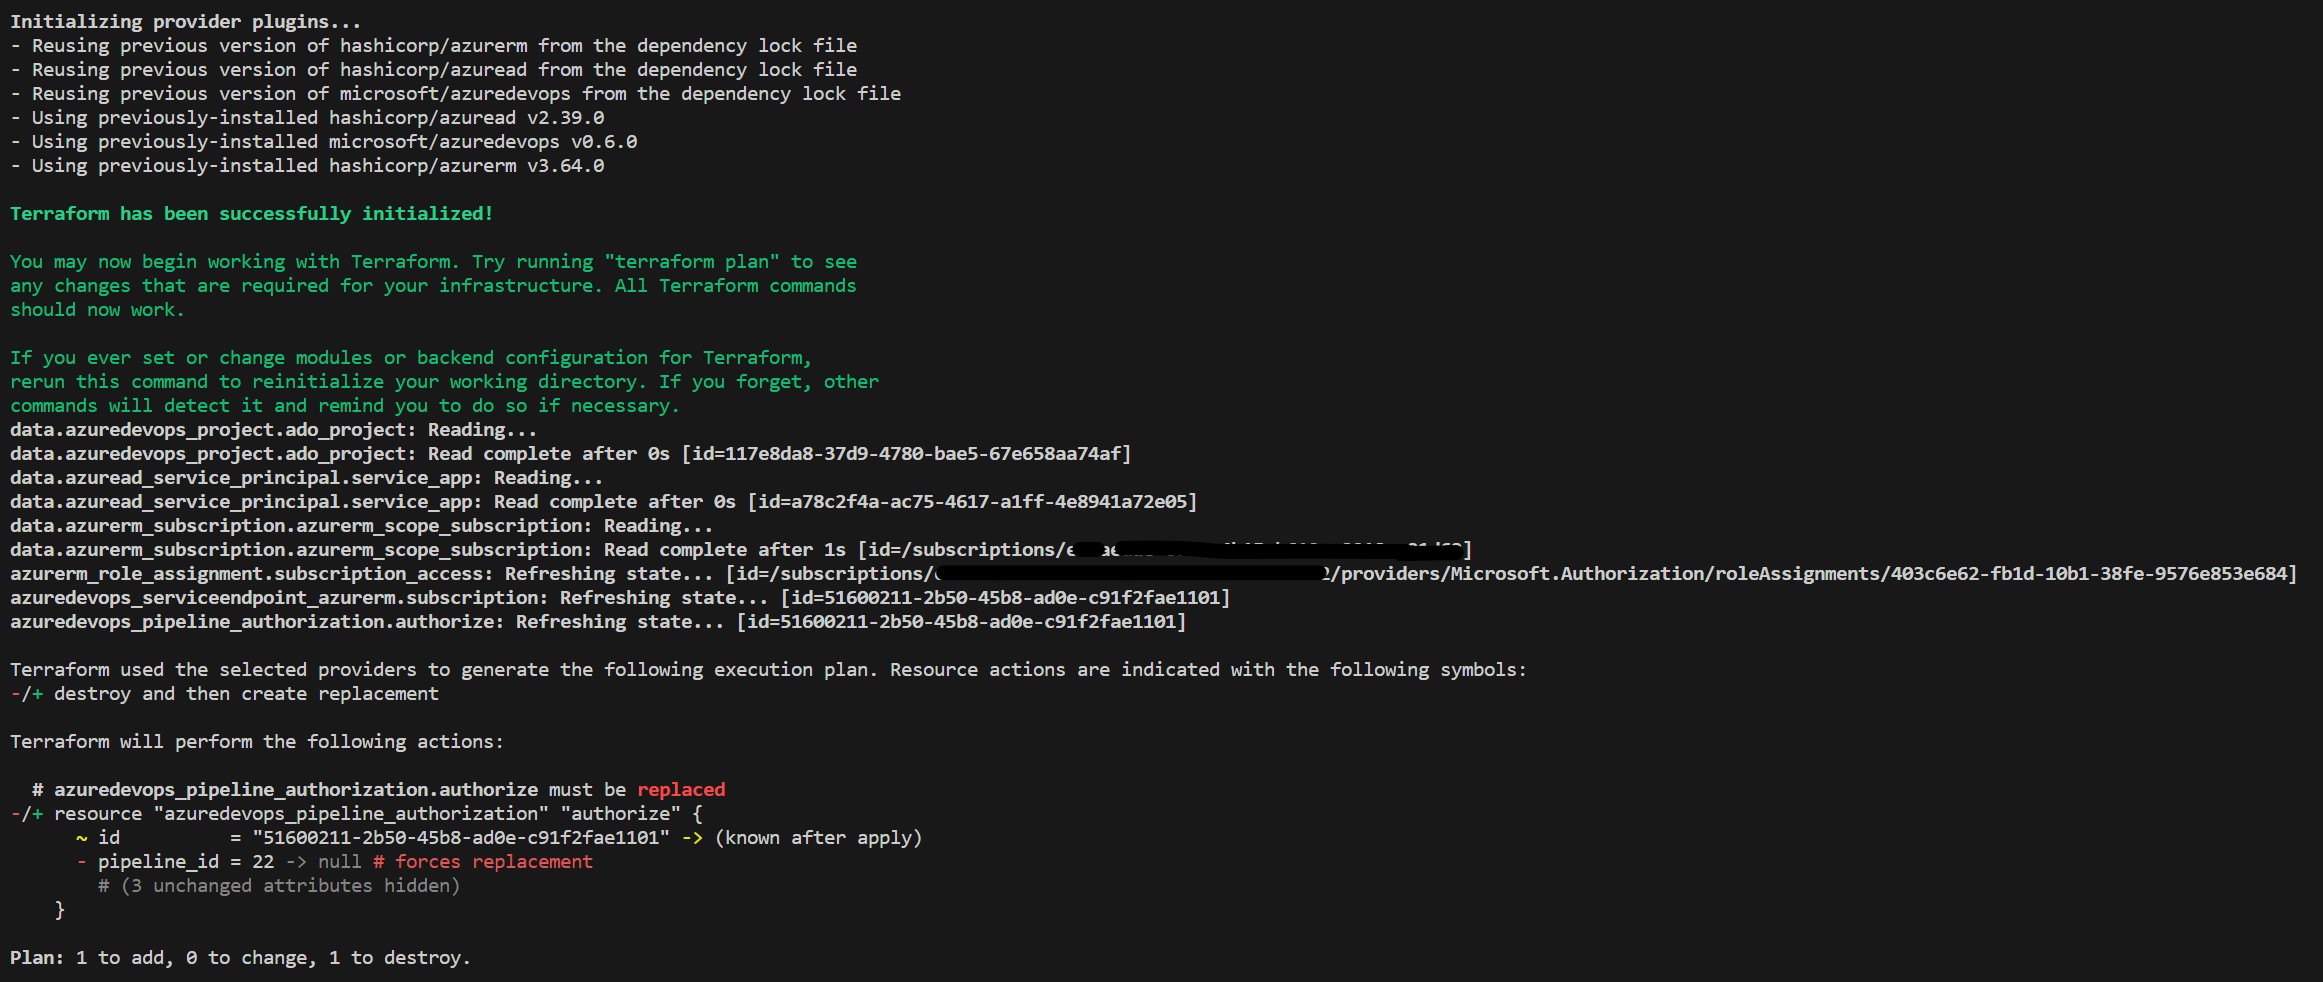 Initializing provider plugins...
- Reusing previous version of hashicorp/azurerm from the dependency lock file
- Reusing previous version of hashicorp/azuread from the dependency lock file
- Reusing previous version of microsoft/azuredevops from the dependency lock file
- Using previously-installed hashicorp/azuread v2.39.0
- Using previously-installed microsoft/azuredevops v0.6.0
- Using previously-installed hashicorp/azurerm v3.64.0
Terraform has been successfully initialized!
You may now begin working with Terraform. Try running "terraform plan" to see
any changes that are required for your infrastructure. All Terraform commands
should now work.
If you ever set or change modules or backend configuration for Terraform,
rerun this command to reinitialize your working directory. If you forget, other
commands will detect it and remind you to do so if necessary.
data.azuredevops_project.ado_project: Reading...
data.azuredevops_project.ado_project: Read complete after 0s [id=117e8da8-37d9-4780-bae5-67e658aa74af]
data.azuread_service_principal.service_app: Reading...
data.azuread_service_principal.service_app: Read complete after 0s [id=a78c2f4a-ac75-4617-a1ff-4e8941a72e05]
data.azurerm_subscription.azurerm_scope_subscription: Reading...
data.azurerm_subscription.azurerm_scope_subscription: Read complete after 1s [id=/subscriptions/ ]
azurerm_role_assignment.subscription_access: Refreshing state... [id=/subscriptions/ 2/providers/Microsoft.Authorization/roleAssignments/403c6e62-fb1d-10b1-38fe-9576e853e684]
azuredevops_serviceendpoint_azurerm.subscription: Refreshing state... [id=51600211-2b50-45b8-ad0e-c91f2fae1101]
azuredevops_pipeline_authorization.authorize: Refreshing state... [id=51600211-2b50-45b8-ad0e-c91f2fae1101]
Terraform used the selected providers to generate the following execution plan. Resource actions are indicated with the following symbols:
-/+ destroy and then create replacement
Terraform will perform the following actions:
# azuredevops_pipeline_authorization.authorize must be replaced
-/+ resource "azuredevops_pipeline_authorization" "authorize" {
~ id = "51600211-2b50-45b8-ad0e-c91f2fae1101" -> (known after apply)
- pipeline_id = 22 -> null # forces replacement
# (3 unchanged attributes hidden)
}
Plan: 1 to add, 0 to change, 1 to destroy.